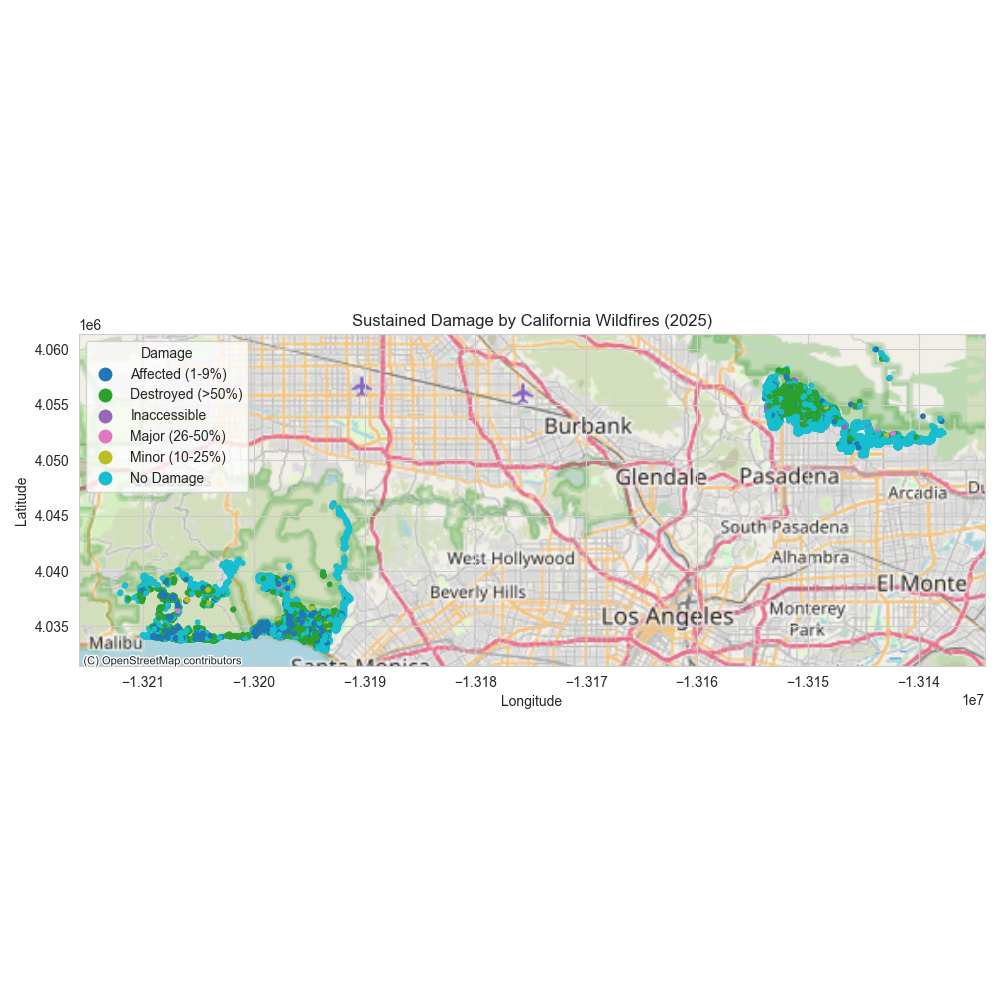 Sustained Damage by California Wildfires (2025)
1e6
4.060
4.055
4.050
4.045
4.040
4.035
Latitude
Damage
Affected (1-9%)
Destroyed (>50%)
Inaccessible
Major (26-50%)
Minor (10-25%)
No Damage
Burbank
Glendale
Pasadena
Arcadia
Du
South Pasadena
West Hollywood
Alhambra
El Monte
Beverly Hills
Los Angeles
Monterey
Park
Malibu
Santa Monica
(C) OpenStreetMap contributors
−1.321
−1.320
−1.319
−1.318
−1.317
−1.316
−1.315
−1.314
Longitude
1e7